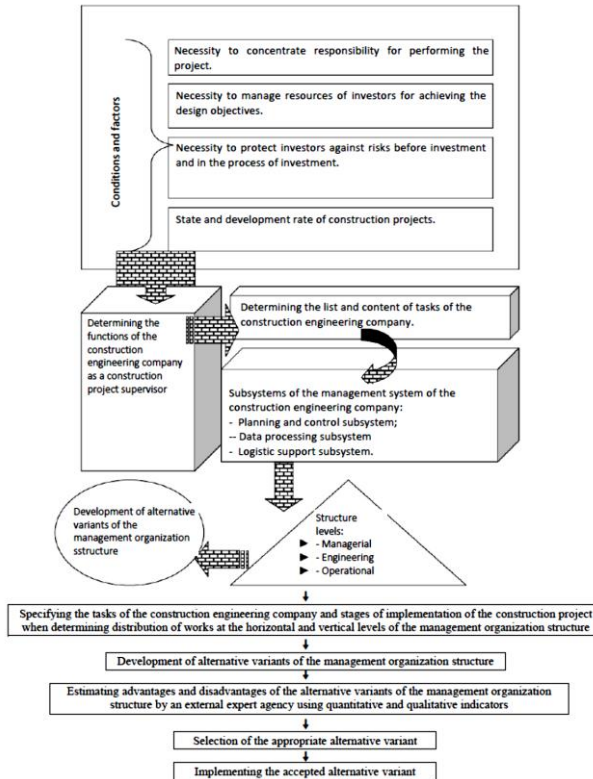 Conditions and factors
Necessity to concentrate responsibility for performing the
project.
Necessity to manage resources of investors for achieving the
design objectives.
Necessity to protect investors against risks before investment
and in the process of investment.
State and development rate of construction projects.
Determining the
functions of the
construction
engineering company
as a construction
project supervisor
Determining the list and content of tasks of the
construction engineering company.
Subsystems of the management system of the
construction engineering company:
- Planning and control subsystem;
-- Data processing subsystem
- Logistic support subsystem.
Development of alternative
variants of the
management organization
sstructure
Structure
levels:
► - Managerial
► - Engineering
► - Operational
Specifying the tasks of the construction engineering company and stages of implementation of the construction project
when determining distribution of works at the horizontal and vertical levels of the management organization structure
Development of alternative variants of the management organization structure
Estimating advantages and disadvantages of the alternative variants of the management organization
structure by an external expert agency using quantitative and qualitative indicators
Selection of the appropriate alternative variant
Implementing the accepted alternative variant